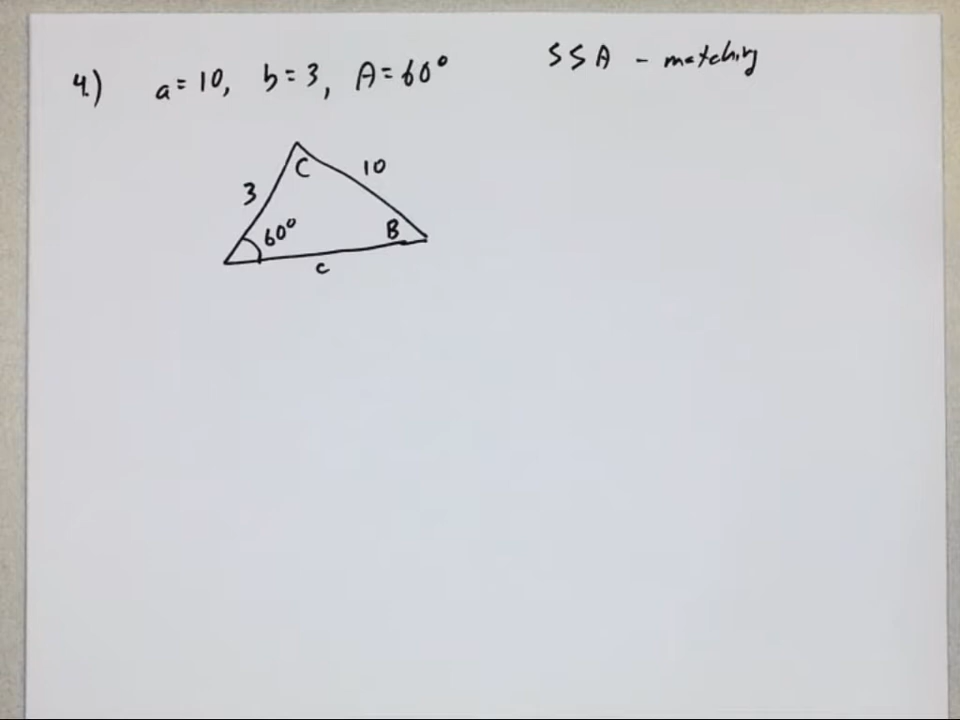 4.) a = 10, b = 3, A = 60°
SSA - matching
C
3
10
60°
B
c